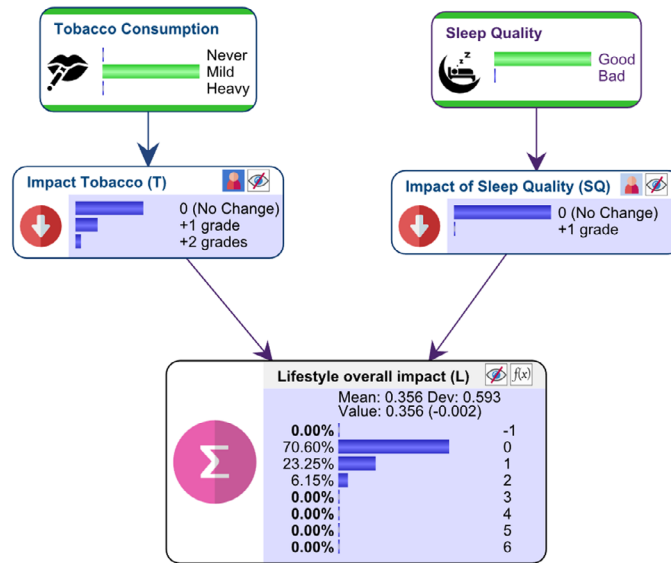 Tobacco Consumption
Never
Mild
Heavy
Sleep Quality
Good
Bad
Impact Tobacco (T)
0 (No Change)
+1 grade
+2 grades
Impact of Sleep Quality (SQ)
0 (No Change)
+1 grade
Lifestyle overall impact (L)
f(x)
Mean: 0.356 Dev: 0.593
Value: 0.356 (-0.002)
0.00% -1
70.60% 0
23.25% 1
6.15% 2
0.00% 3
0.00% 4
0.00% 5
0.00% 6
Σ
z z z